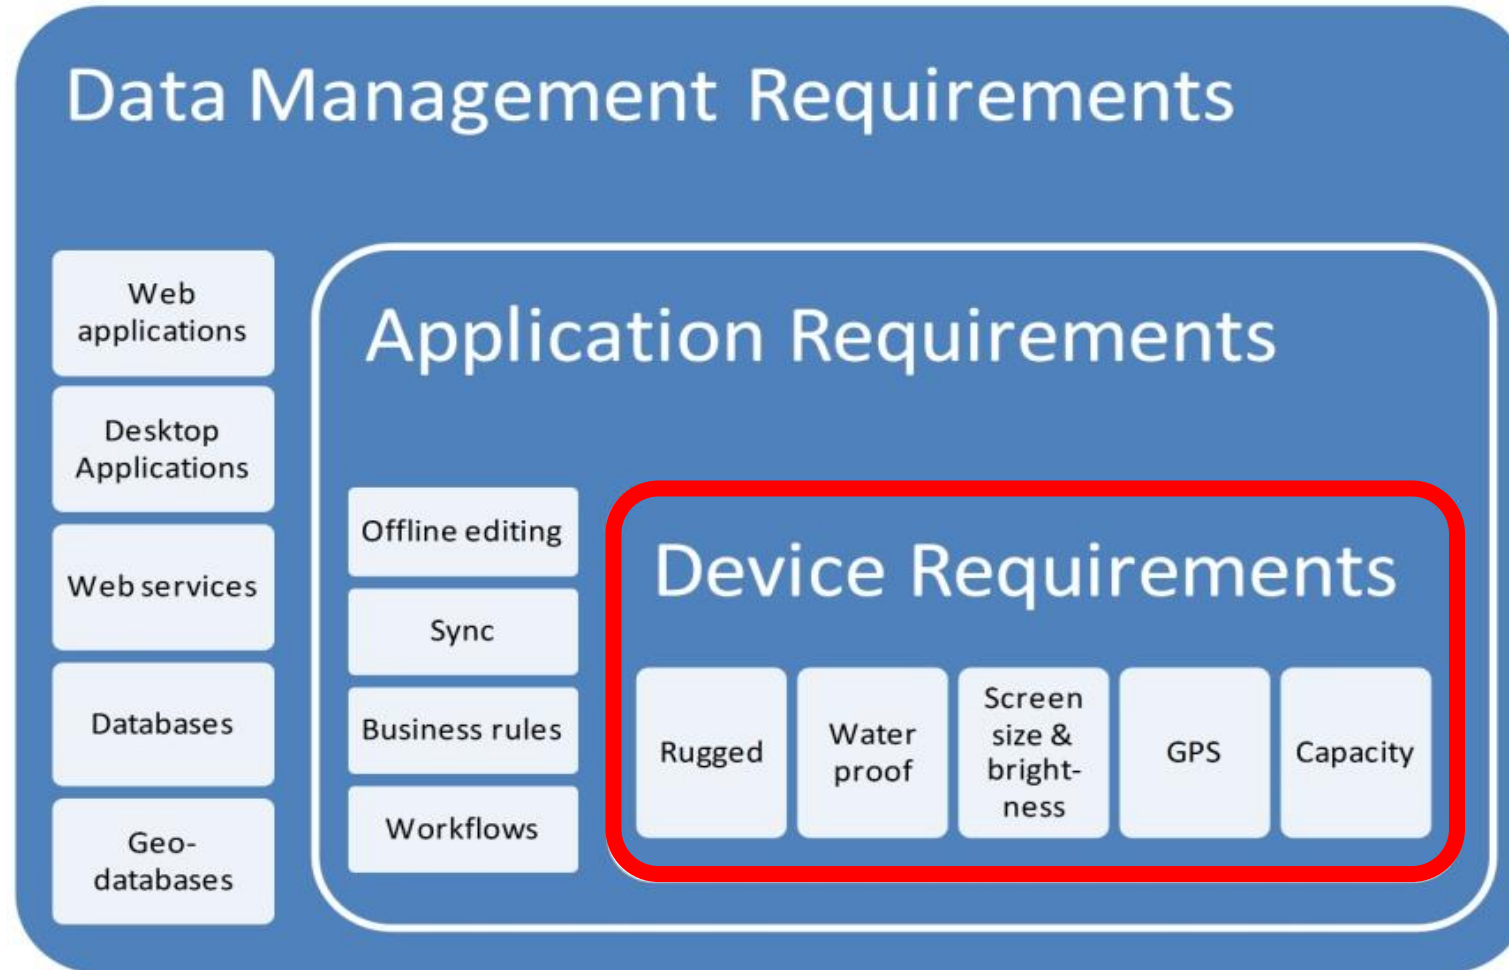 Data Management Requirements
Web
applications
Desktop
Applications
Web services
Databases
Geo-
databases
Application Requirements
Offline editing
Sync
Business rules
Workflows
Device Requirements
Rugged
Water
proof
Screen
size &
bright-
ness
GPS
Capacity